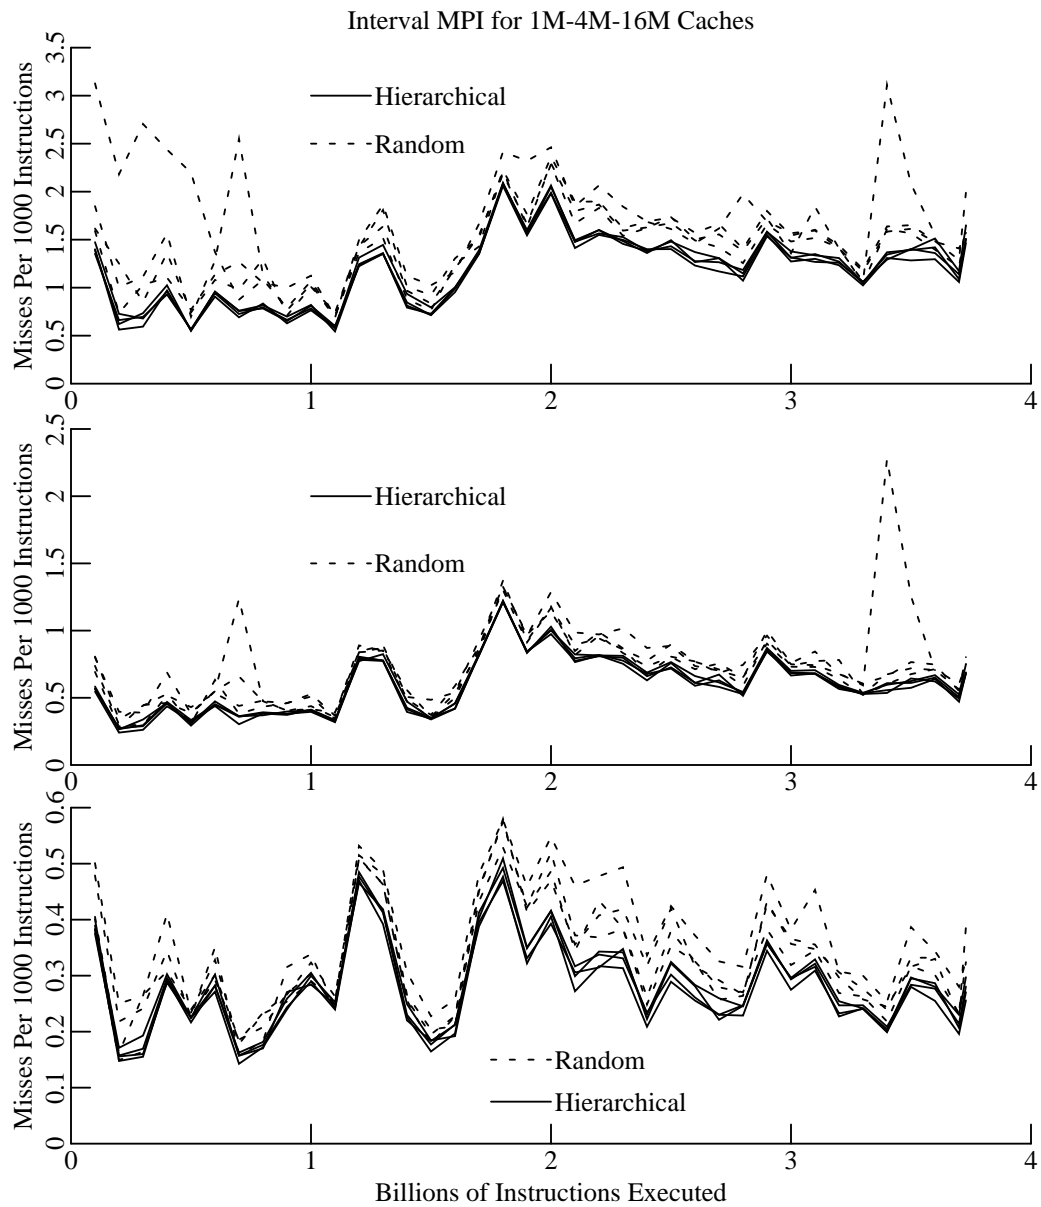 Interval MPI for 1M-4M-16M Caches
Misses Per 1000 Instructions
3.5
3
2.5
2
1.5
1
0.5
0
Hierarchical
Random
0 1 2 3 4
Misses Per 1000 Instructions
2.5
2
1.5
1
0.5
0
Hierarchical
Random
0 1 2 3 4
Misses Per 1000 Instructions
0.6
0.5
0.4
0.3
0.2
0.1
0
Random
Hierarchical
0 1 2 3 4
Billions of Instructions Executed